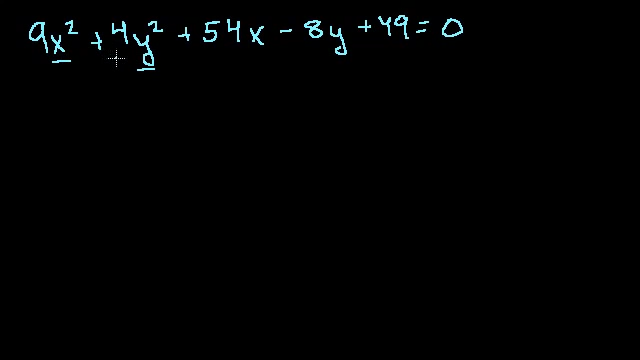 9x² + 4y² + 54x - 8y + 49 = 0